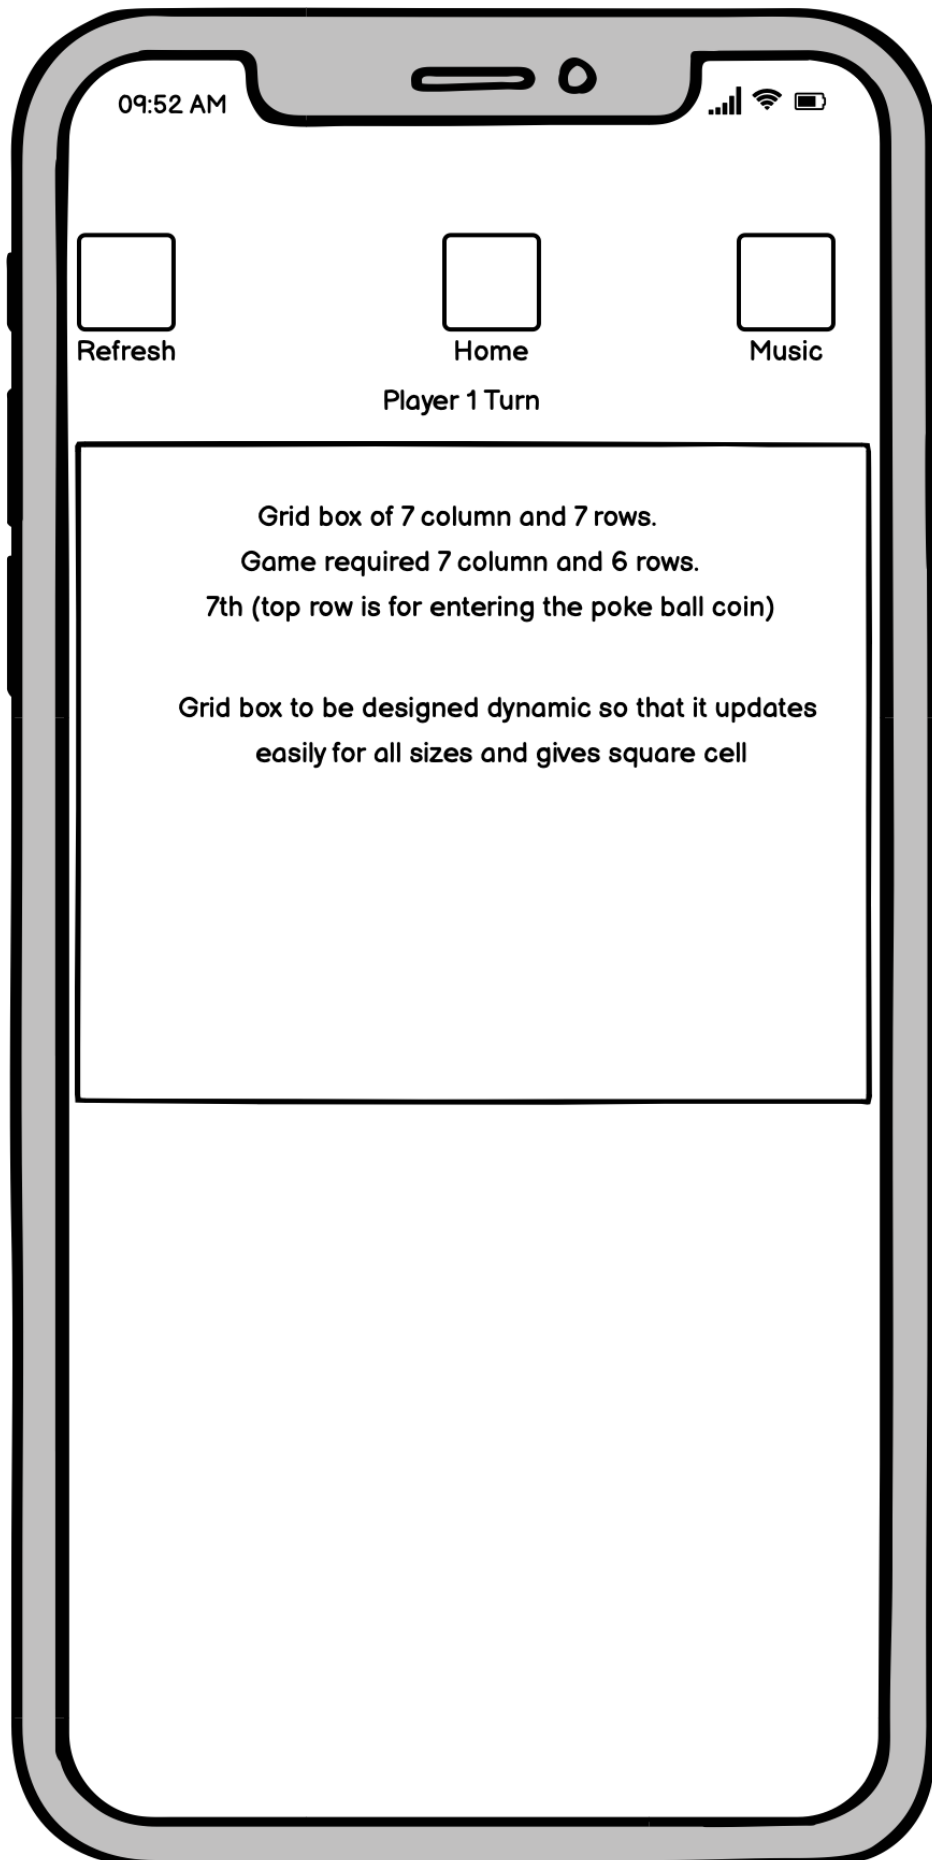 09:52 AM
Refresh Home Music
Player 1 Turn
Grid box of 7 column and 7 rows.
Game required 7 column and 6 rows.
7th (top row is for entering the poke ball coin)
Grid box to be designed dynamic so that it updates
easily for all sizes and gives square cell